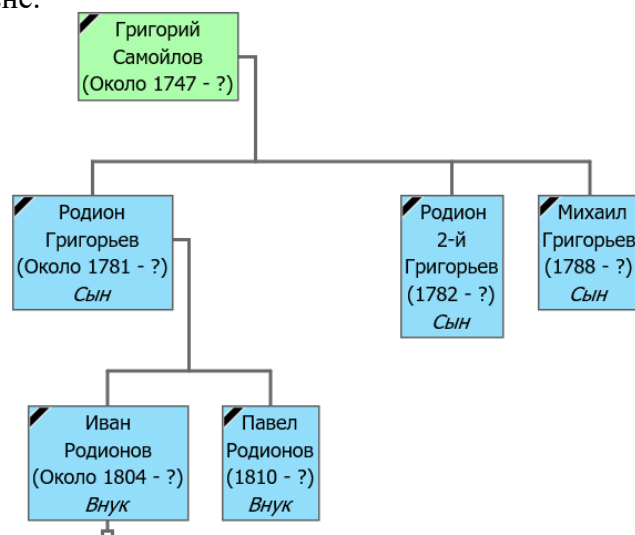 Григорий
Самойлов
(Около 1747 - ?)
Родион
Григорьев
(Около 1781 - ?)
Сын
Родион
2-й
Григорьев
(1782 - ?)
Сын
Михаил
Григорьев
(1788 - ?)
Сын
Иван
Родионов
(Около 1804 - ?)
Внук
Павел
Родионов
(1810 - ?)
Внук